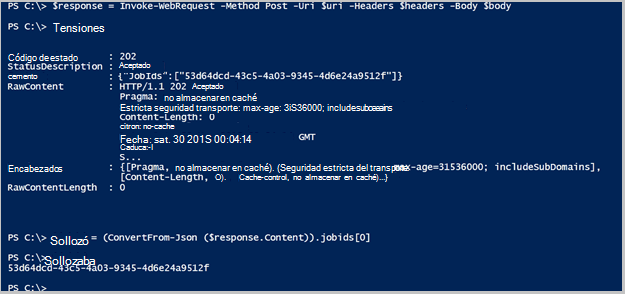 PS C:\> $response = Invoke-WebRequest -Method Post -Uri $uri -Headers $headers -Body $body
PS C:\> Tensiones
Código de estado : 202
StatusDescription : Aceptado
cemento : {"JobIds":["53d64dcd-43c5-4a03-9345-4d6e24a9512f"]}
RawContent : HTTP/1.1 202 Aceptado
Pragma: no almacenar en caché
Estricta seguridad transporte: max-age: 3iS36000; includesubdomains
Content-Length: 0
citron: no-cache
Fecha: sat. 30 201S 00:04:14 GMT
Caduca:-I
S...
Encabezados : {[Pragma, no almacenar en caché). (Seguridad estricta del transporte max-age=31536000; includeSubDomains],
[Content-Length, O). Cache-control, no almacenar en caché)...}
RawContentLength : 0
PS C:\> Sollozó = (ConvertFrom-Json ($response.Content)).jobids[0]
PS C:\> Sollozaba
53d64dcd-43c5-4a03-9345-4d6e24a9512f
PS C:\>